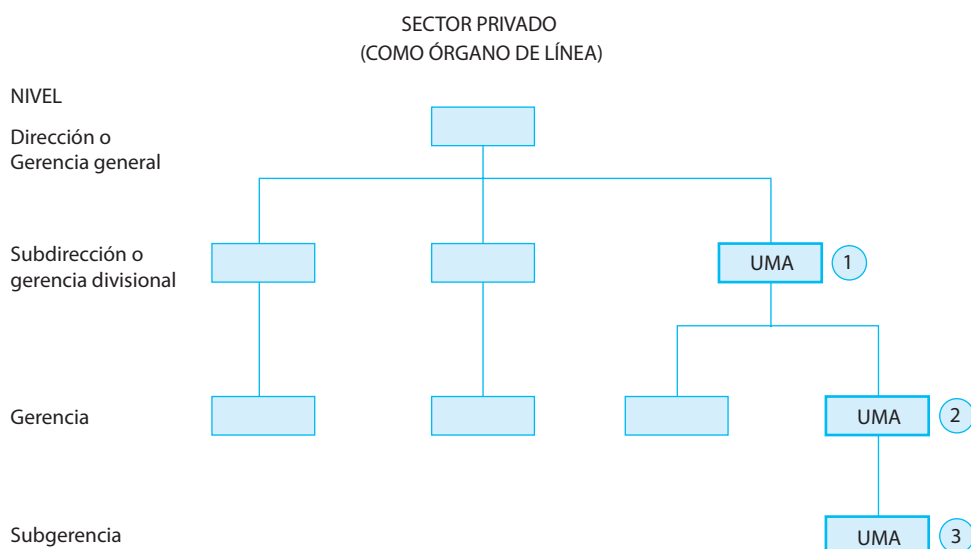 SECTOR PRIVADO
(COMO ÓRGANO DE LÍNEA)
NIVEL
Dirección o
Gerencia general
Subdirección o
gerencia divisional
UMA 1
Gerencia
UMA 2
Subgerencia
UMA 3